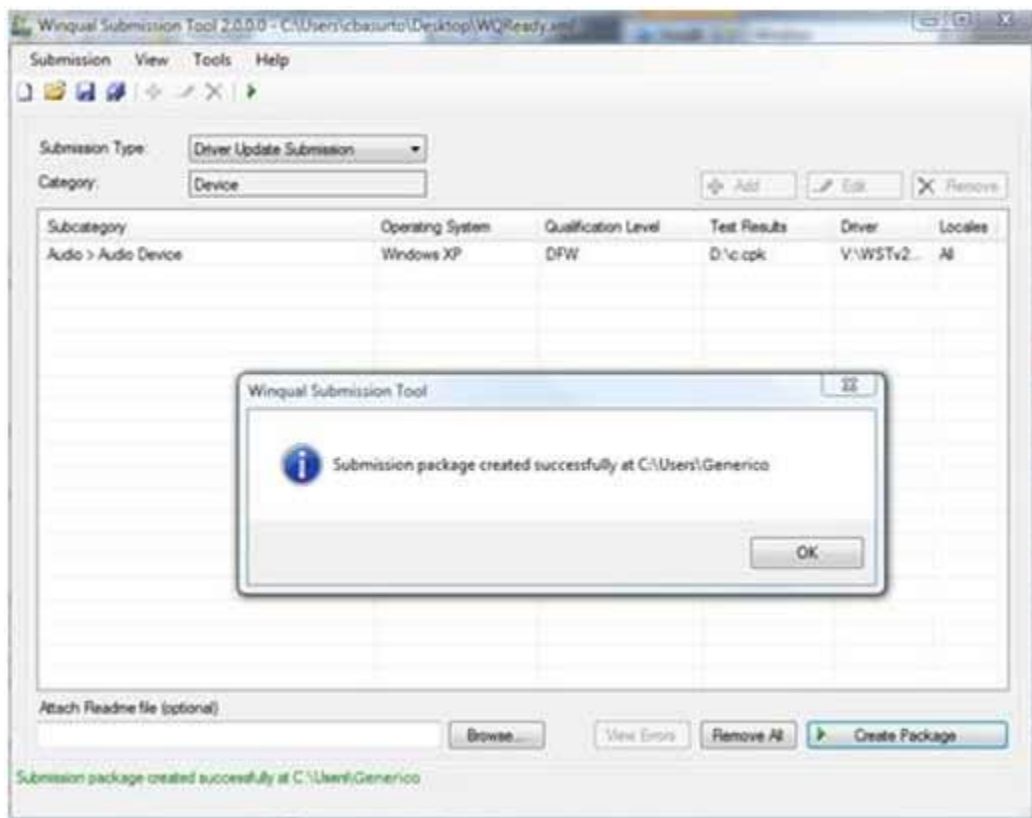 Winqual Submission Tool 2.0.0.0 - C:\Users\cbasurto\Desktop\WQReady.xml
Submission View Tools Help
Submission Type: Driver Update Submission
Category: Device
Add Edit Remove
Subcategory Operating System Qualification Level Test Results Driver Locales
Audio > Audio Device Windows XP DFW D:\c.cpk V:\WSTv2... All
Winqual Submission Tool
Submission package created successfully at C:\Users\Generico
OK
Attach Readme file (optional)
Browse... View Errors Remove All Create Package
Submission package created successfully at C:\Users\Generico